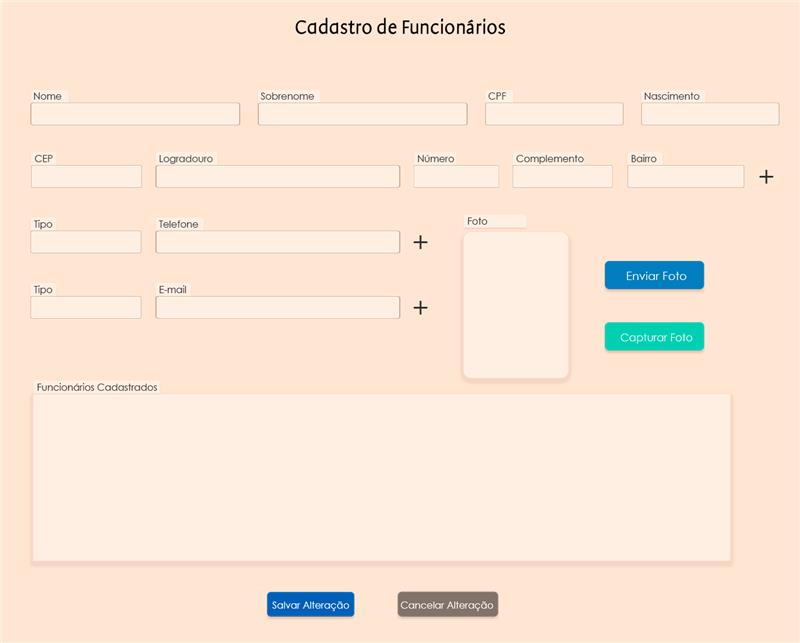 Cadastro de Funcionários
Nome Sobrenome CPF Nascimento
CEP Logradouro Número Complemento Bairro
Tipo Telefone Foto
Enviar Foto
Tipo E-mail
Capturar Foto
Funcionários Cadastrados
Salvar Alteração Cancelar Alteração